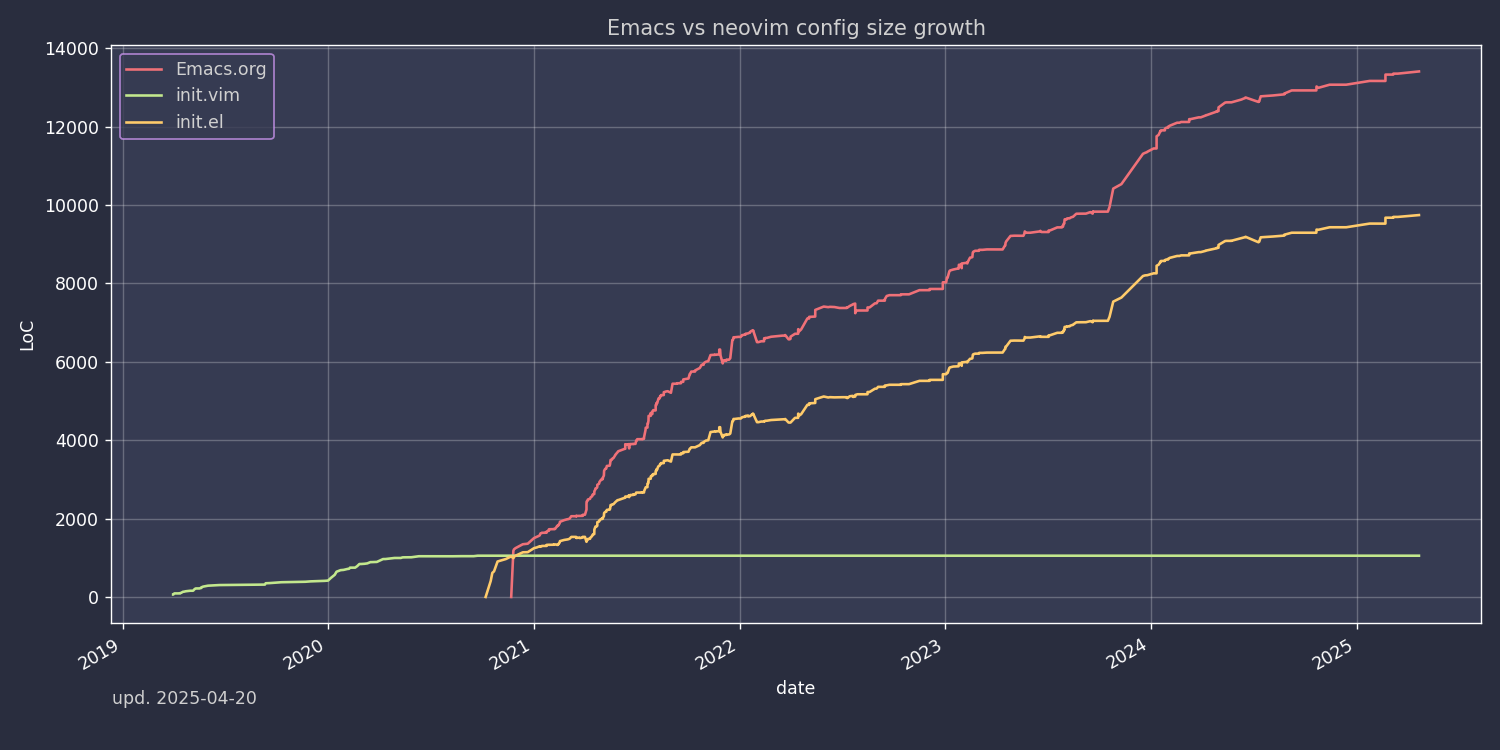 Emacs vs neovim config size growth
Emacs.org
init.vim
init.el
14000
12000
10000
8000
6000
4000
2000
0
LoC
2019
2020
2021
2022
2023
2024
2025
date
upd. 2025-04-20